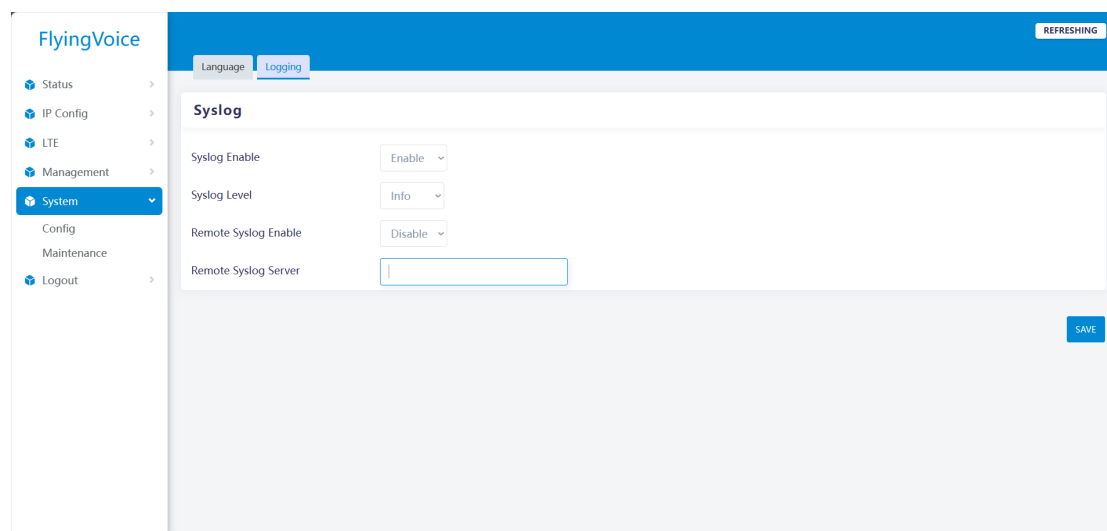 FlyingVoice
REFRESHING
Language
Logging
Status
IP Config
LTE
Management
System
Config
Maintenance
Logout
Syslog
Syslog Enable
Enable
Syslog Level
Info
Remote Syslog Enable
Disable
Remote Syslog Server
SAVE